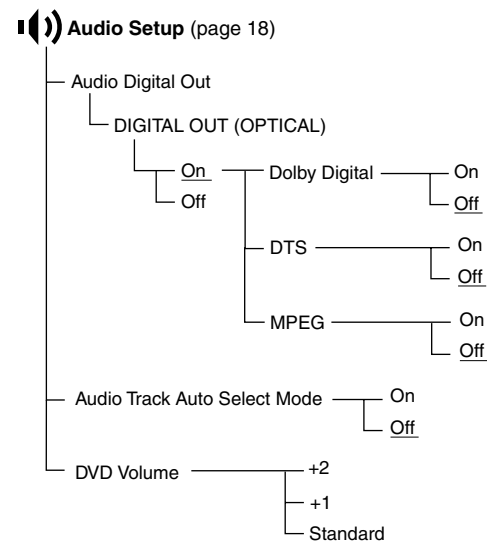 Audio Setup (page 18)
Audio Digital Out
DIGITAL OUT (OPTICAL)
On
Off
Dolby Digital
On
Off
DTS
On
Off
MPEG
On
Off
Audio Track Auto Select Mode
On
Off
DVD Volume
+2
+1
Standard